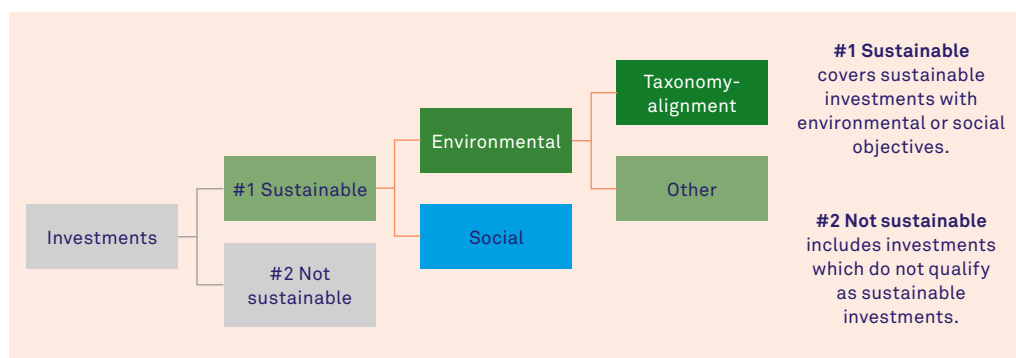 Investments
#1 Sustainable
#2 Not
sustainable
Environmental
Social
Taxonomy-
alignment
Other
#1 Sustainable
covers sustainable
investments with
environmental or social
objectives.
#2 Not sustainable
includes investments
which do not qualify
as sustainable
investments.